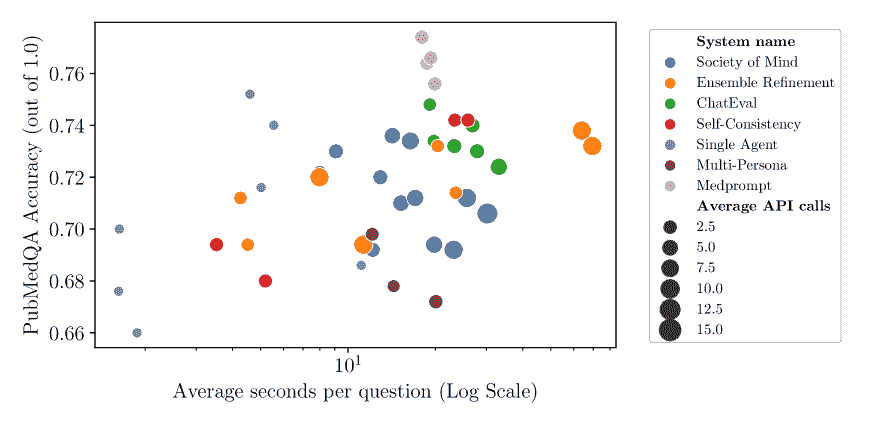 PubMedQA Accuracy (out of 1.0)
0.76
0.74
0.72
0.70
0.68
0.66
10¹
Average seconds per question (Log Scale)
System name
Society of Mind
Ensemble Refinement
ChatEval
Self-Consistency
Single Agent
Multi-Persona
Medprompt
Average API calls
2.5
5.0
7.5
10.0
12.5
15.0